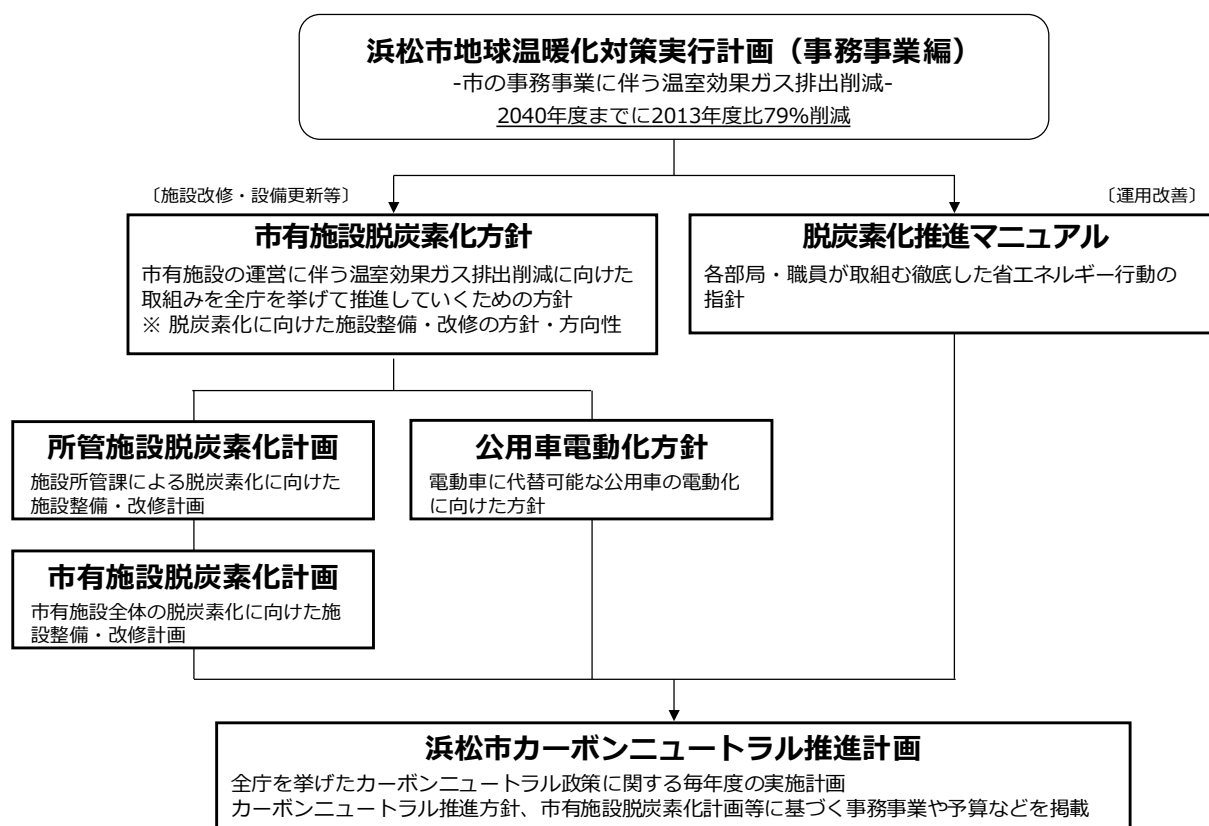 浜松市地球温暖化対策実行計画（事務事業編）
-市の事務事業に伴う温室効果ガス排出削減-
2040年度までに2013年度比79%削減
〔施設改修・設備更新等〕
〔運用改善〕
市有施設脱炭素化方針
市有施設の運営に伴う温室効果ガス排出削減に向けた
取組みを全庁を挙げて推進していくための方針
※ 脱炭素化に向けた施設整備・改修の方針・方向性
脱炭素化推進マニュアル
各部局・職員が取組む徹底した省エネルギー行動の
指針
所管施設脱炭素化計画
施設所管課による脱炭素化に向けた
施設整備・改修計画
公用車電動化方針
電動車に代替可能な公用車の電動化
に向けた方針
市有施設脱炭素化計画
市有施設全体の脱炭素化に向けた施
設整備・改修計画
浜松市カーボンニュートラル推進計画
全庁を挙げたカーボンニュートラル政策に関する毎年度の実施計画
カーボンニュートラル推進方針、市有施設脱炭素化計画等に基づく事務事業や予算などを掲載